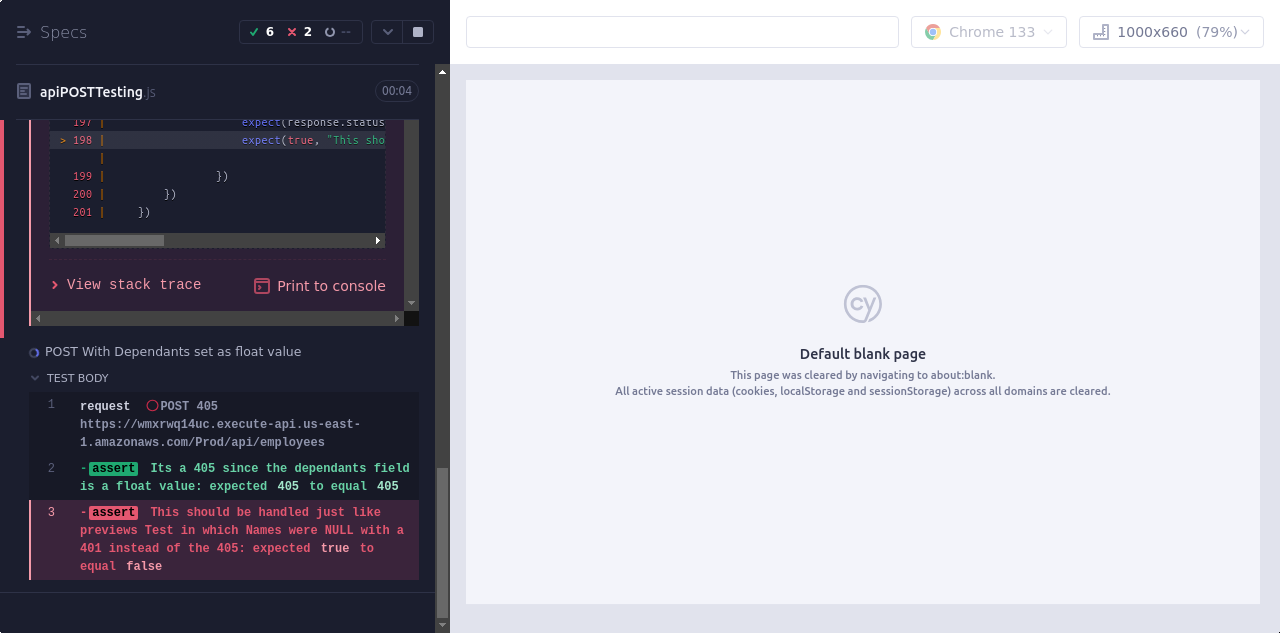 Specs
6
2
--
Chrome 133
1000x660 (79%)
apiPOSTTesting.js
00:04
197 | expect(response.status
> 198 | expect(true, "This sho
|
199 | })
200 | })
201 | })
View stack trace
Print to console
POST With Dependants set as float value
TEST BODY
1 request POST 405
https://wmxrwq14uc.execute-api.us-east-
1.amazonaws.com/Prod/api/employees
2 -assert Its a 405 since the dependants field
is a float value: expected 405 to equal 405
3 -assert This should be handled just like
previews Test in which Names were NULL with a
401 instead of the 405: expected true to
equal false
cy
Default blank page
This page was cleared by navigating to about:blank.
All active session data (cookies, localStorage and sessionStorage) across all domains are cleared.